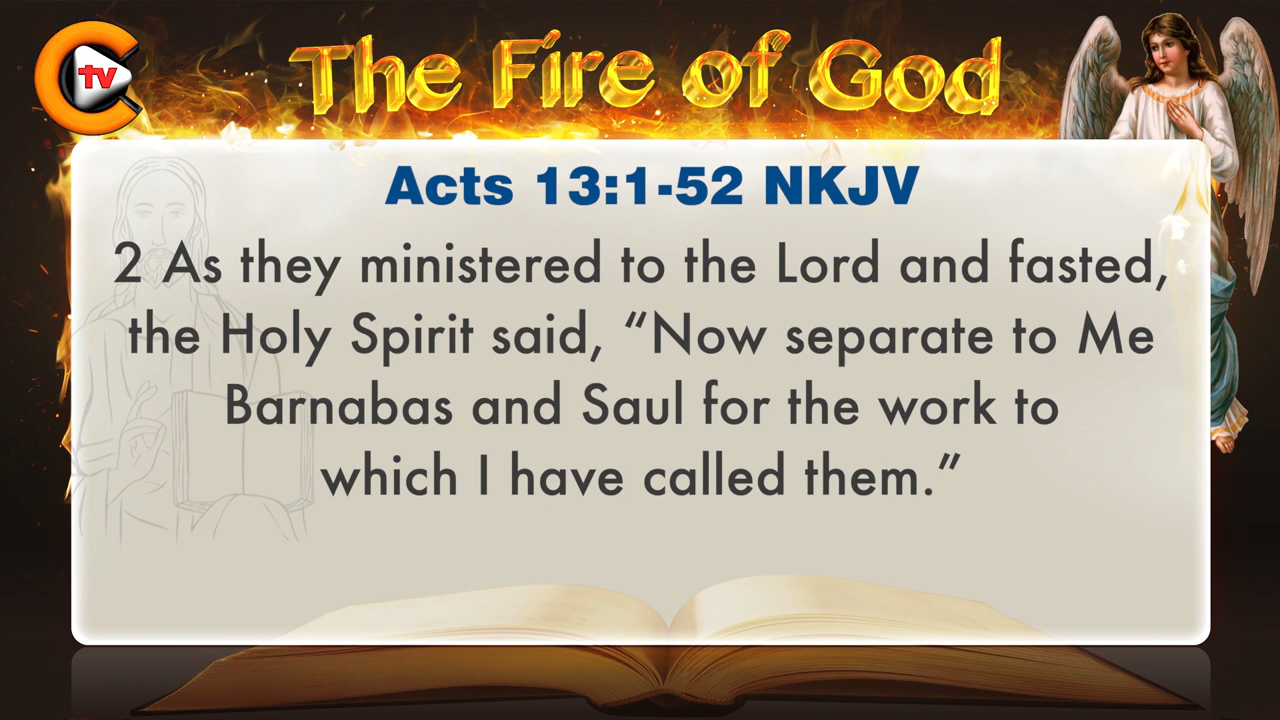 tv
The Fire of God
Acts 13:1-52 NKJV
2 As they ministered to the Lord and fasted,
the Holy Spirit said, “Now separate to Me
Barnabas and Saul for the work to
which I have called them.”